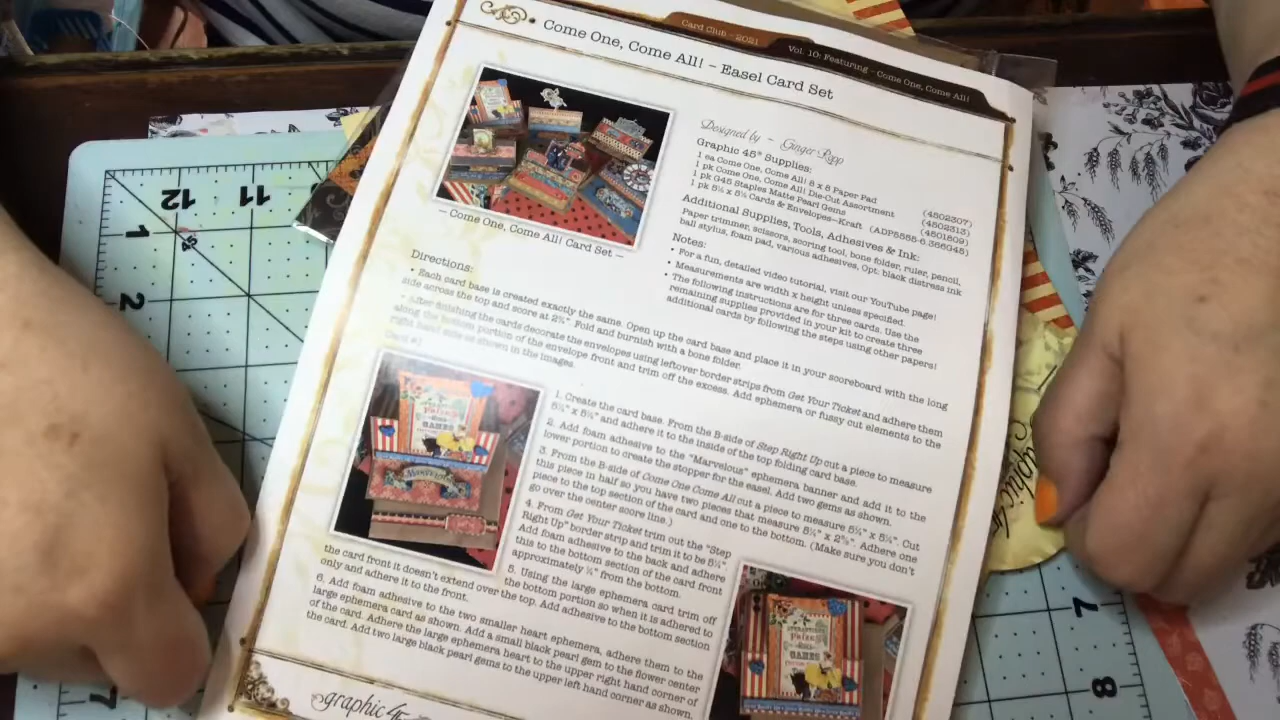 Card Club – 2021
Vol. 10: Featuring – Come One, Come All!
Come One, Come All! – Easel Card Set
Designed by ~ Ginger Ropp
Graphic 45® Supplies:
1 ea Come One, Come All! 8 x 8 Paper Pad (4502307)
1 pk Come One, Come All! Die-Cut Assortment (4502313)
1 pk G45 Staples Matte Pearl Gems (4501809)
1 pk 5¼ x 5¼ Cards & Envelopes—Kraft
Additional Supplies, Tools, Adhesives & Ink:
Paper trimmer, scissors, scoring tool, bone folder, ruler, pencil,
ball stylus, foam pad, various adhesives, Opt: black distress ink
Notes:
• For a fun, detailed video tutorial, visit our YouTube page!
• Measurements are width x height unless specified.
• The following instructions are for three cards. Use the
remaining supplies provided in your kit to create three
additional cards by following the steps using other papers!
— Come One, Come All! Card Set —
Directions:
• Each card base is created exactly the same. Open up the card base and place it in your scoreboard with the long
side across the top and score at 2⅝". Fold and burnish with a bone folder.
• After finishing the cards decorate the envelopes using leftover border strips from Get Your Ticket and adhere them
along the bottom portion of the envelope front and trim off the excess. Add ephemera or fussy cut elements to the
right hand side as shown in the images.
Card #1
1. Create the card base. From the B-side of Step Right Up cut a piece to measure
5¼" x 5¼" and adhere it to the inside of the top folding card base.
2. Add foam adhesive to the "Marvelous" ephemera banner and add it to the
lower portion to create the stopper for the easel. Add two gems as shown.
3. From the B-side of Come One Come All cut a piece to measure 5¼" x 5¼". Cut
this piece in half so you have two pieces that measure 5¼" x 2⅝". Adhere one
piece to the top section of the card and one to the bottom. (Make sure you don't
go over the center score line.)
4. From Get Your Ticket trim out the "Step
Right Up" border strip and trim it to be 5¼".
Add foam adhesive to the back and adhere
this to the bottom section of the card front
approximately ¼" from the bottom.
5. Using the large ephemera card trim off
the bottom portion so when it is adhered to
the card front it doesn't extend over the top. Add adhesive to the bottom section
only and adhere it to the front.
6. Add foam adhesive to the two smaller heart ephemera, adhere them to the
large ephemera card as shown. Add a small black pearl gem to the flower center
of the card. Adhere the large ephemera heart to the upper right hand corner of
the card. Add two large black pearl gems to the upper left hand corner as shown.
graphic 45
12
11
1
2
7
7
8
graphic 45